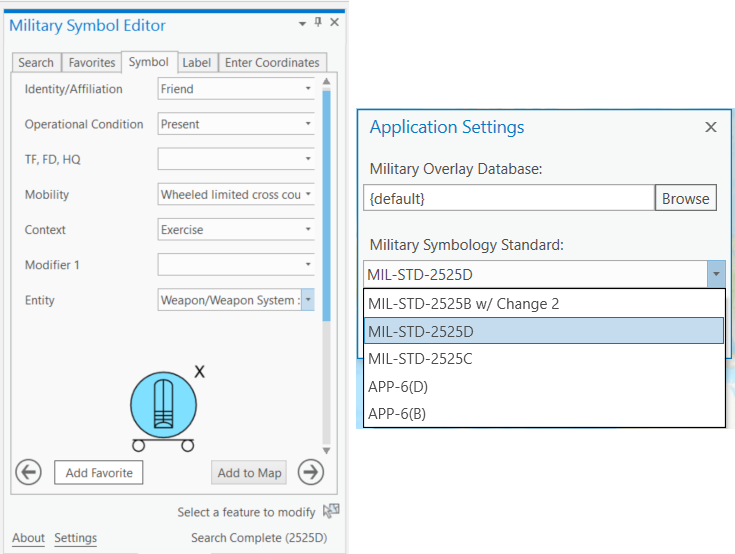 Military Symbol Editor
Search Favorites Symbol Label Enter Coordinates
Identity/Affiliation Friend
Operational Condition Present
TF, FD, HQ
Mobility Wheeled limited cross cou
Context Exercise
Modifier 1
Entity Weapon/Weapon System :
X
Add Favorite Add to Map
Select a feature to modify
About Settings Search Complete (2525D)
Application Settings
Military Overlay Database:
{default} Browse
Military Symbology Standard:
MIL-STD-2525D
MIL-STD-2525B w/ Change 2
MIL-STD-2525D
MIL-STD-2525C
APP-6(D)
APP-6(B)